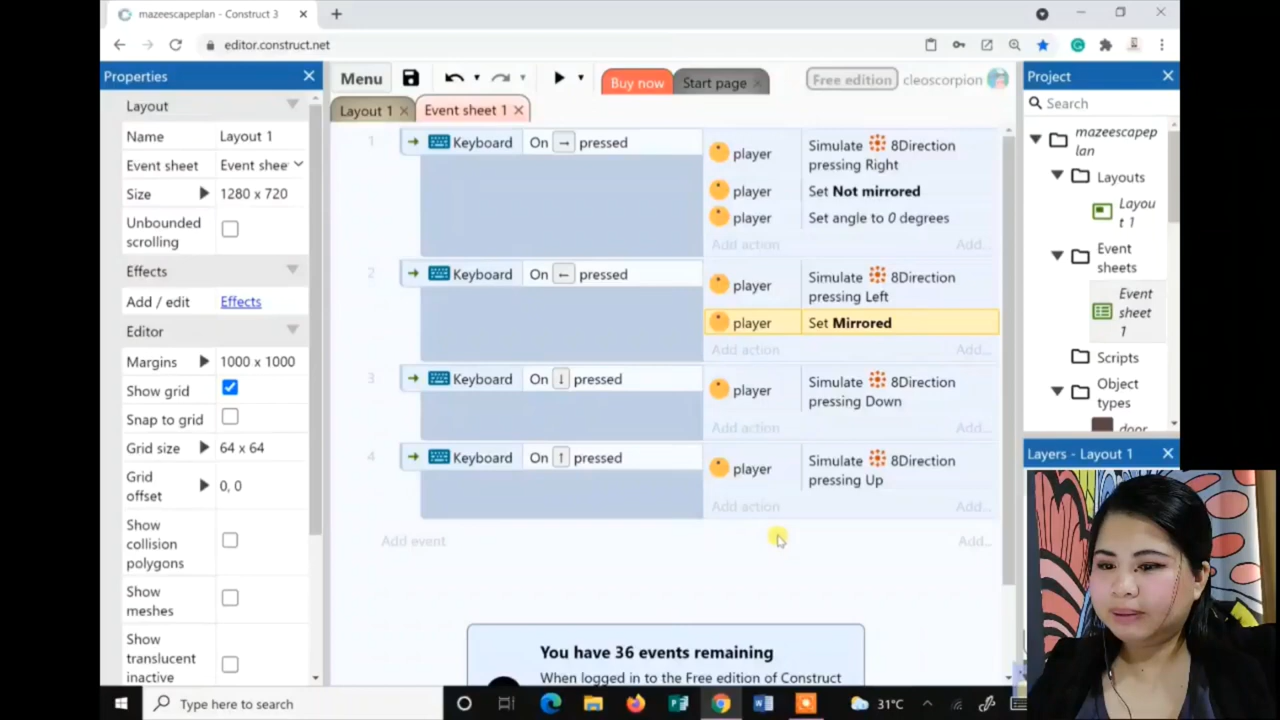 mazeescapeplan - Construct 3
editor.construct.net
Properties
Layout
Name Layout 1
Event sheet Event shee
Size 1280 x 720
Unbounded
scrolling
Effects
Add / edit Effects
Editor
Margins 1000 x 1000
Show grid
Snap to grid
Grid size 64 x 64
Grid
offset 0, 0
Show
collision
polygons
Show
meshes
Show
translucent
inactive
Menu
Buy now
Start page
Free edition
cleoscorpion
Layout 1
Event sheet 1
1 Keyboard On → pressed
player Simulate 8Direction
pressing Right
player Set Not mirrored
player Set angle to 0 degrees
Add action Add...
2 Keyboard On ← pressed
player Simulate 8Direction
pressing Left
player Set Mirrored
Add action Add...
3 Keyboard On ↓ pressed
player Simulate 8Direction
pressing Down
Add action Add...
4 Keyboard On ↑ pressed
player Simulate 8Direction
pressing Up
Add action Add...
Add event Add...
You have 36 events remaining
When logged in to the Free edition of Construct
Project
Search
mazeescape
plan
Layouts
Layou
t 1
Event
sheets
Event
sheet
1
Scripts
Object
types
door
Layers - Layout 1
Type here to search
31°C